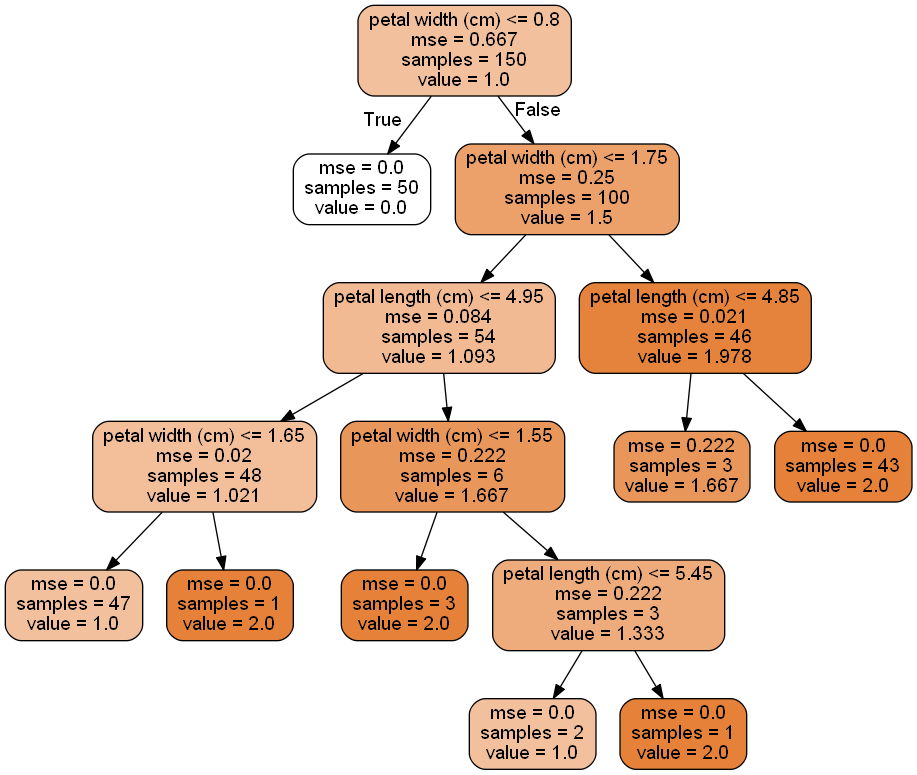 petal width (cm) <= 0.8
mse = 0.667
samples = 150
value = 1.0
True
False
mse = 0.0
samples = 50
value = 0.0
petal width (cm) <= 1.75
mse = 0.25
samples = 100
value = 1.5
petal length (cm) <= 4.95
mse = 0.084
samples = 54
value = 1.093
petal length (cm) <= 4.85
mse = 0.021
samples = 46
value = 1.978
petal width (cm) <= 1.65
mse = 0.02
samples = 48
value = 1.021
petal width (cm) <= 1.55
mse = 0.222
samples = 6
value = 1.667
mse = 0.222
samples = 3
value = 1.667
mse = 0.0
samples = 43
value = 2.0
mse = 0.0
samples = 47
value = 1.0
mse = 0.0
samples = 1
value = 2.0
mse = 0.0
samples = 3
value = 2.0
petal length (cm) <= 5.45
mse = 0.222
samples = 3
value = 1.333
mse = 0.0
samples = 2
value = 1.0
mse = 0.0
samples = 1
value = 2.0